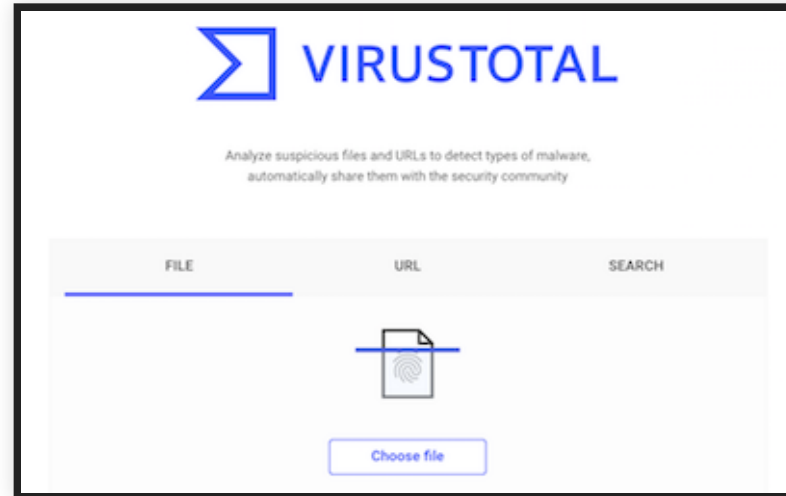 VIRUSTOTAL
Analyze suspicious files and URLs to detect types of malware,
automatically share them with the security community
FILE URL SEARCH
Choose file